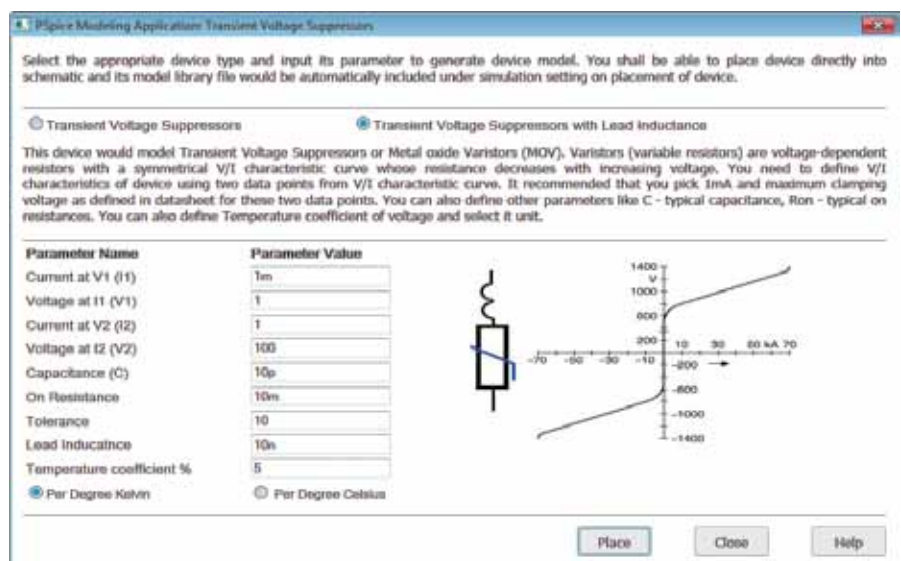 PSpice Modeling Application: Transient Voltage Suppressors
Select the appropriate device type and input its parameter to generate device model. You shall be able to place device directly into
schematic and its model library file would be automatically included under simulation setting on placement of device.
Transient Voltage Suppressors
Transient Voltage Suppressors with Lead Inductance
This device would model Transient Voltage Suppressors or Metal oxide Varistors (MOV). Varistors (variable resistors) are voltage-dependent
resistors with a symmetrical V/I characteristic curve whose resistance decreases with increasing voltage. You need to define V/I
characteristics of device using two data points from V/I characteristic curve. It recommended that you pick 1mA and maximum clamping
voltage as defined in datasheet for these two data points. You can also define other parameters like C - typical capacitance, Ron - typical on
resistances. You can also define Temperature coefficient of voltage and select it unit.
Parameter Name Parameter Value
Current at V1 (I1) 1m
Voltage at I1 (V1) 1
Current at V2 (I2) 1
Voltage at I2 (V2) 100
Capacitance (C) 10p
On Resistance 10m
Tolerance 10
Lead Inducatnce 10n
Temperature coefficient % 5
Per Degree Kelvin Per Degree Celsius
1400
V
1000
600
200
10 30 50 kA 70
-70 -50 -30 -10
-200
-600
-1000
-1400
Place Close Help